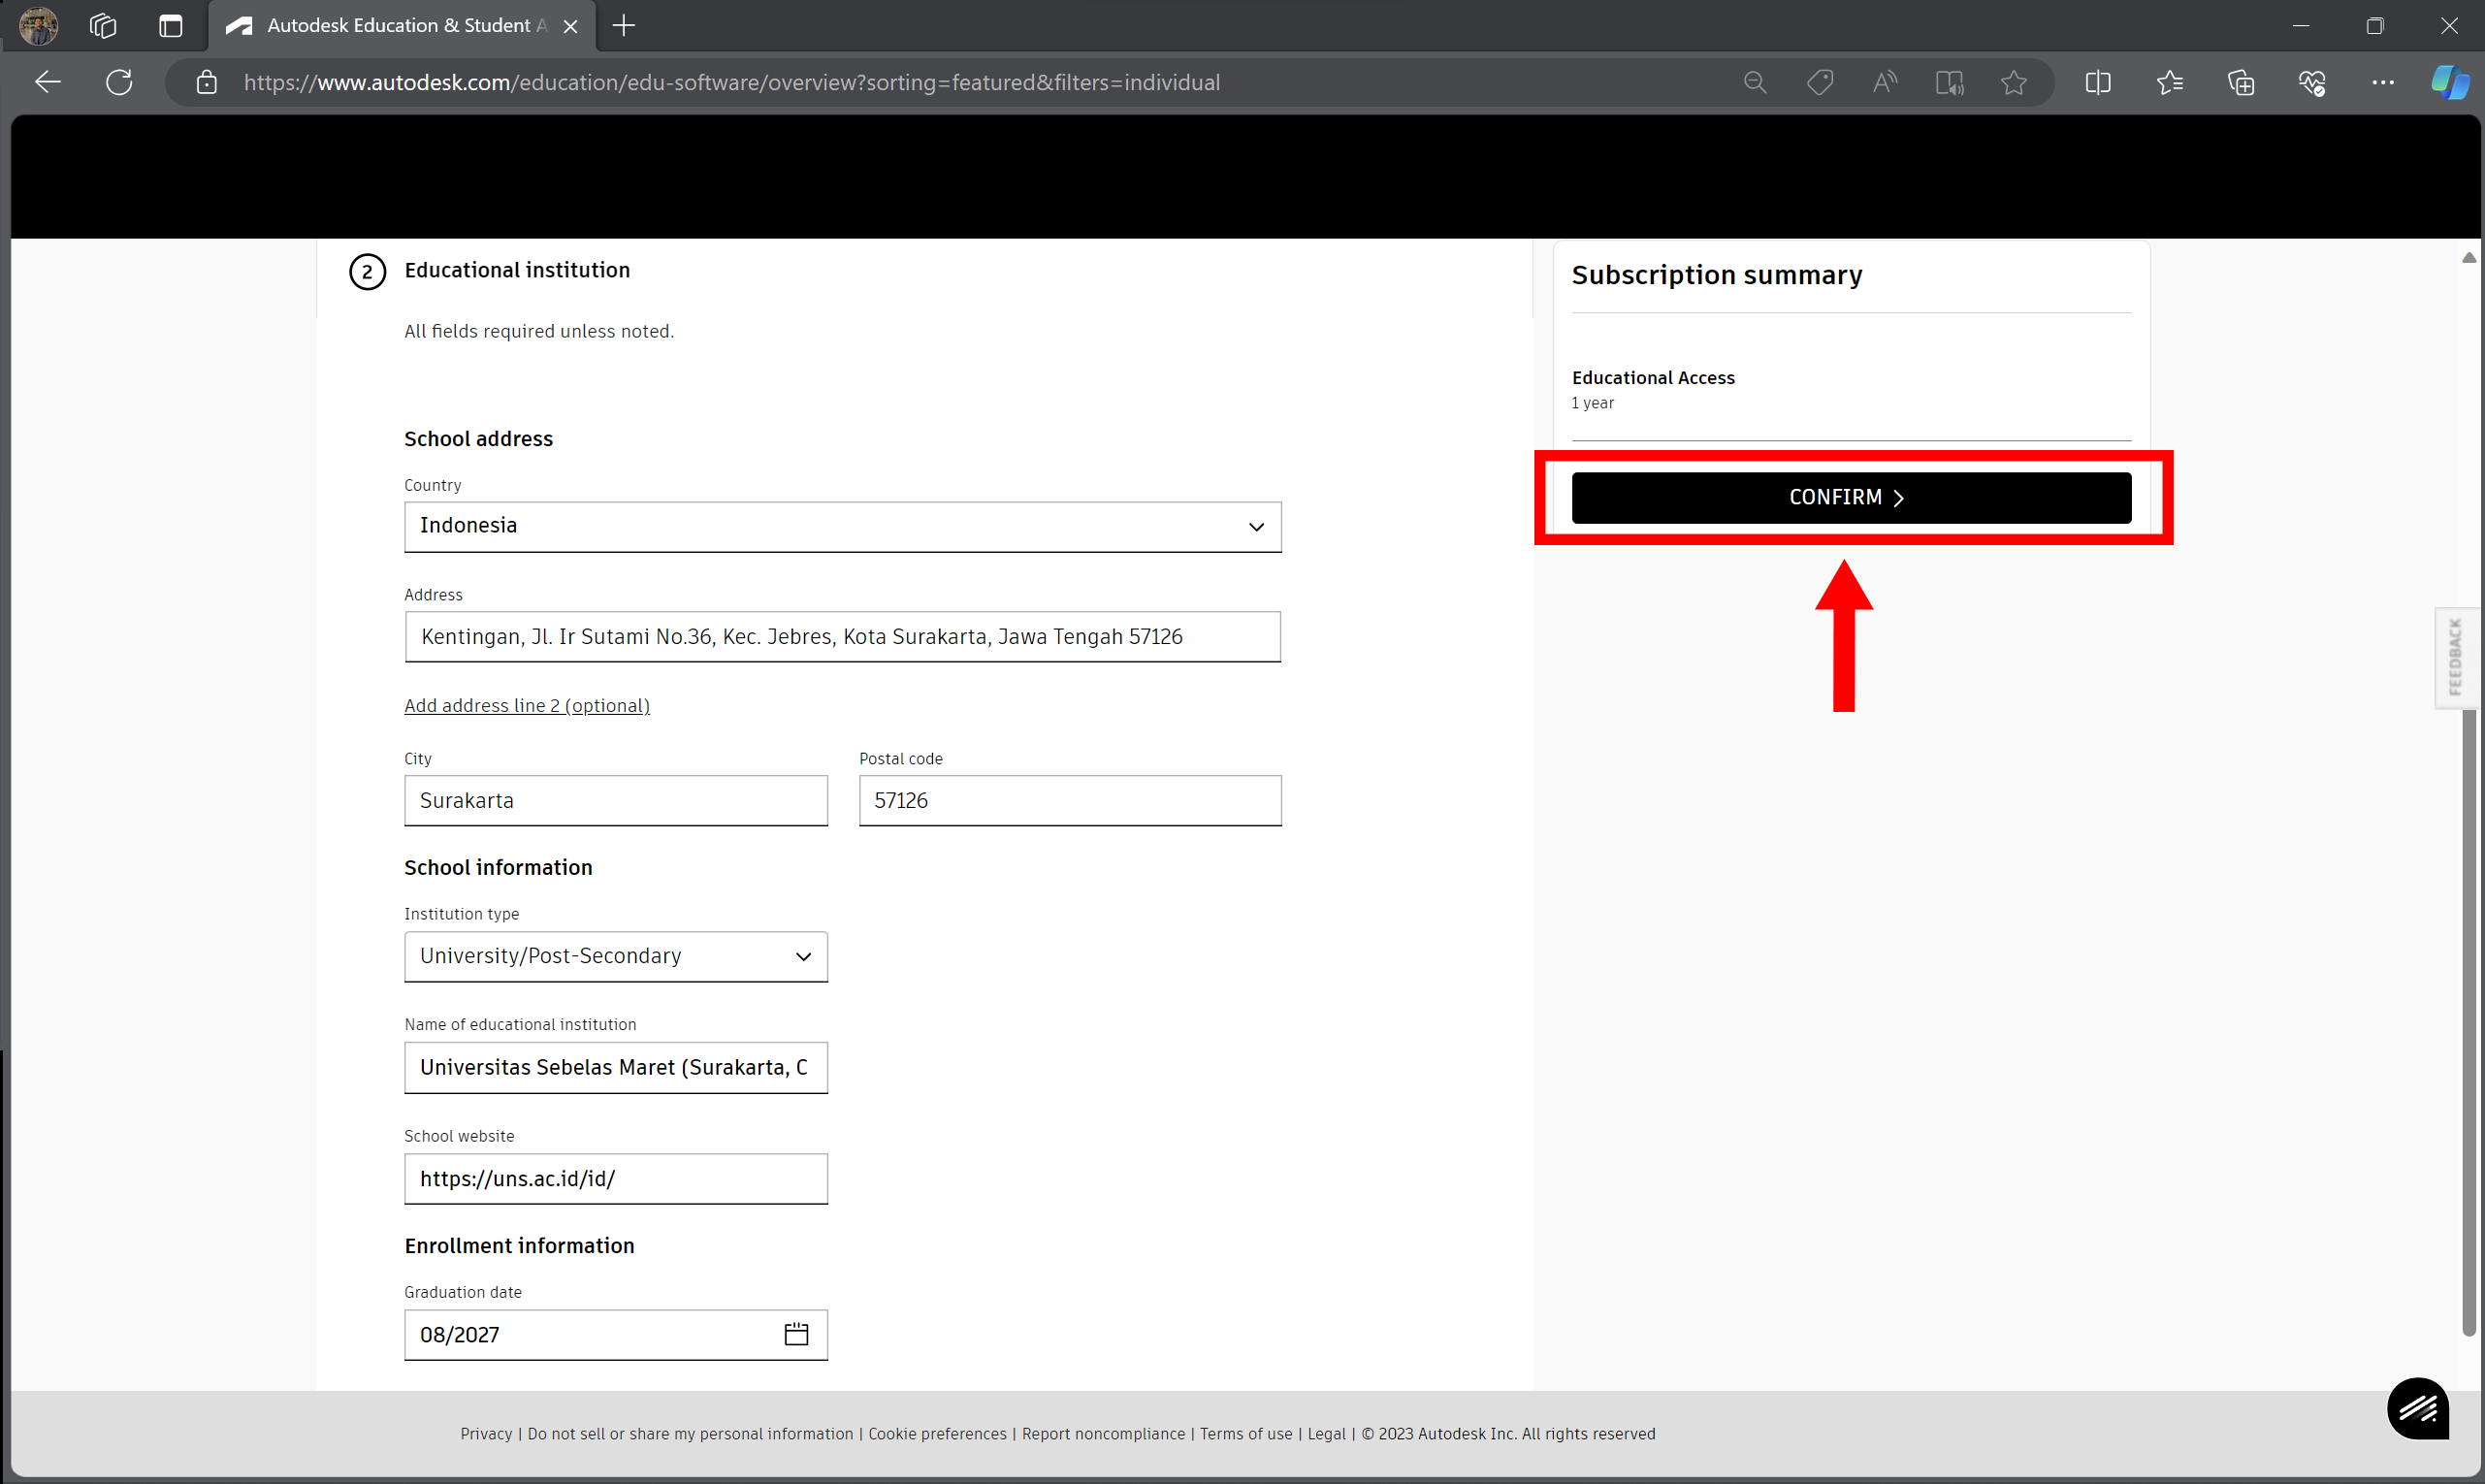 Autodesk Education & Student A
https://www.autodesk.com/education/edu-software/overview?sorting=featured&filters=individual
2 Educational institution
All fields required unless noted.
School address
Country
Indonesia
Address
Kentingan, Jl. Ir Sutami No.36, Kec. Jebres, Kota Surakarta, Jawa Tengah 57126
Add address line 2 (optional)
City
Surakarta
Postal code
57126
School information
Institution type
University/Post-Secondary
Name of educational institution
Universitas Sebelas Maret (Surakarta, C
School website
https://uns.ac.id/id/
Enrollment information
Graduation date
08/2027
Subscription summary
Educational Access
1 year
CONFIRM >
FEEDBACK
Privacy | Do not sell or share my personal information | Cookie preferences | Report noncompliance | Terms of use | Legal | © 2023 Autodesk Inc. All rights reserved